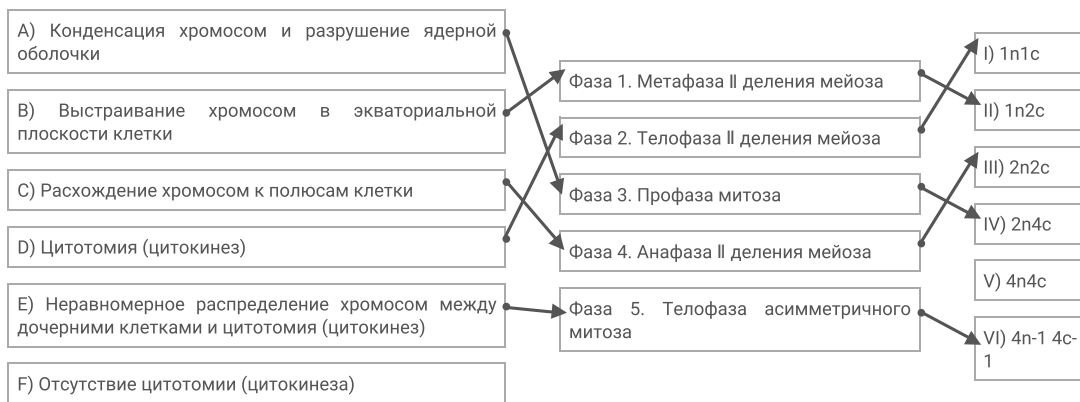 A) Конденсация хромосом и разрушение ядерной
оболочки
B) Выстраивание хромосом в экваториальной
плоскости клетки
C) Расхождение хромосом к полюсам клетки
D) Цитотомия (цитокинез)
E) Неравномерное распределение хромосом между
дочерними клетками и цитотомия (цитокинез)
F) Отсутствие цитотомии (цитокинеза)
Фаза 1. Метафаза II деления мейоза
Фаза 2. Телофаза II деления мейоза
Фаза 3. Профаза митоза
Фаза 4. Анафаза II деления мейоза
Фаза 5. Телофаза асимметричного
митоза
I) 1n1c
II) 1n2c
III) 2n2c
IV) 2n4c
V) 4n4c
VI) 4n-1 4c-
1